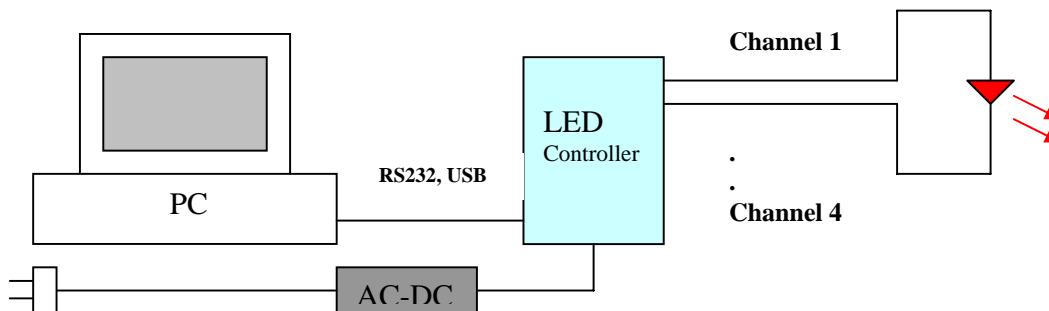 Channel 1
LED
Controller
RS232, USB
.
.
Channel 4
PC
AC-DC